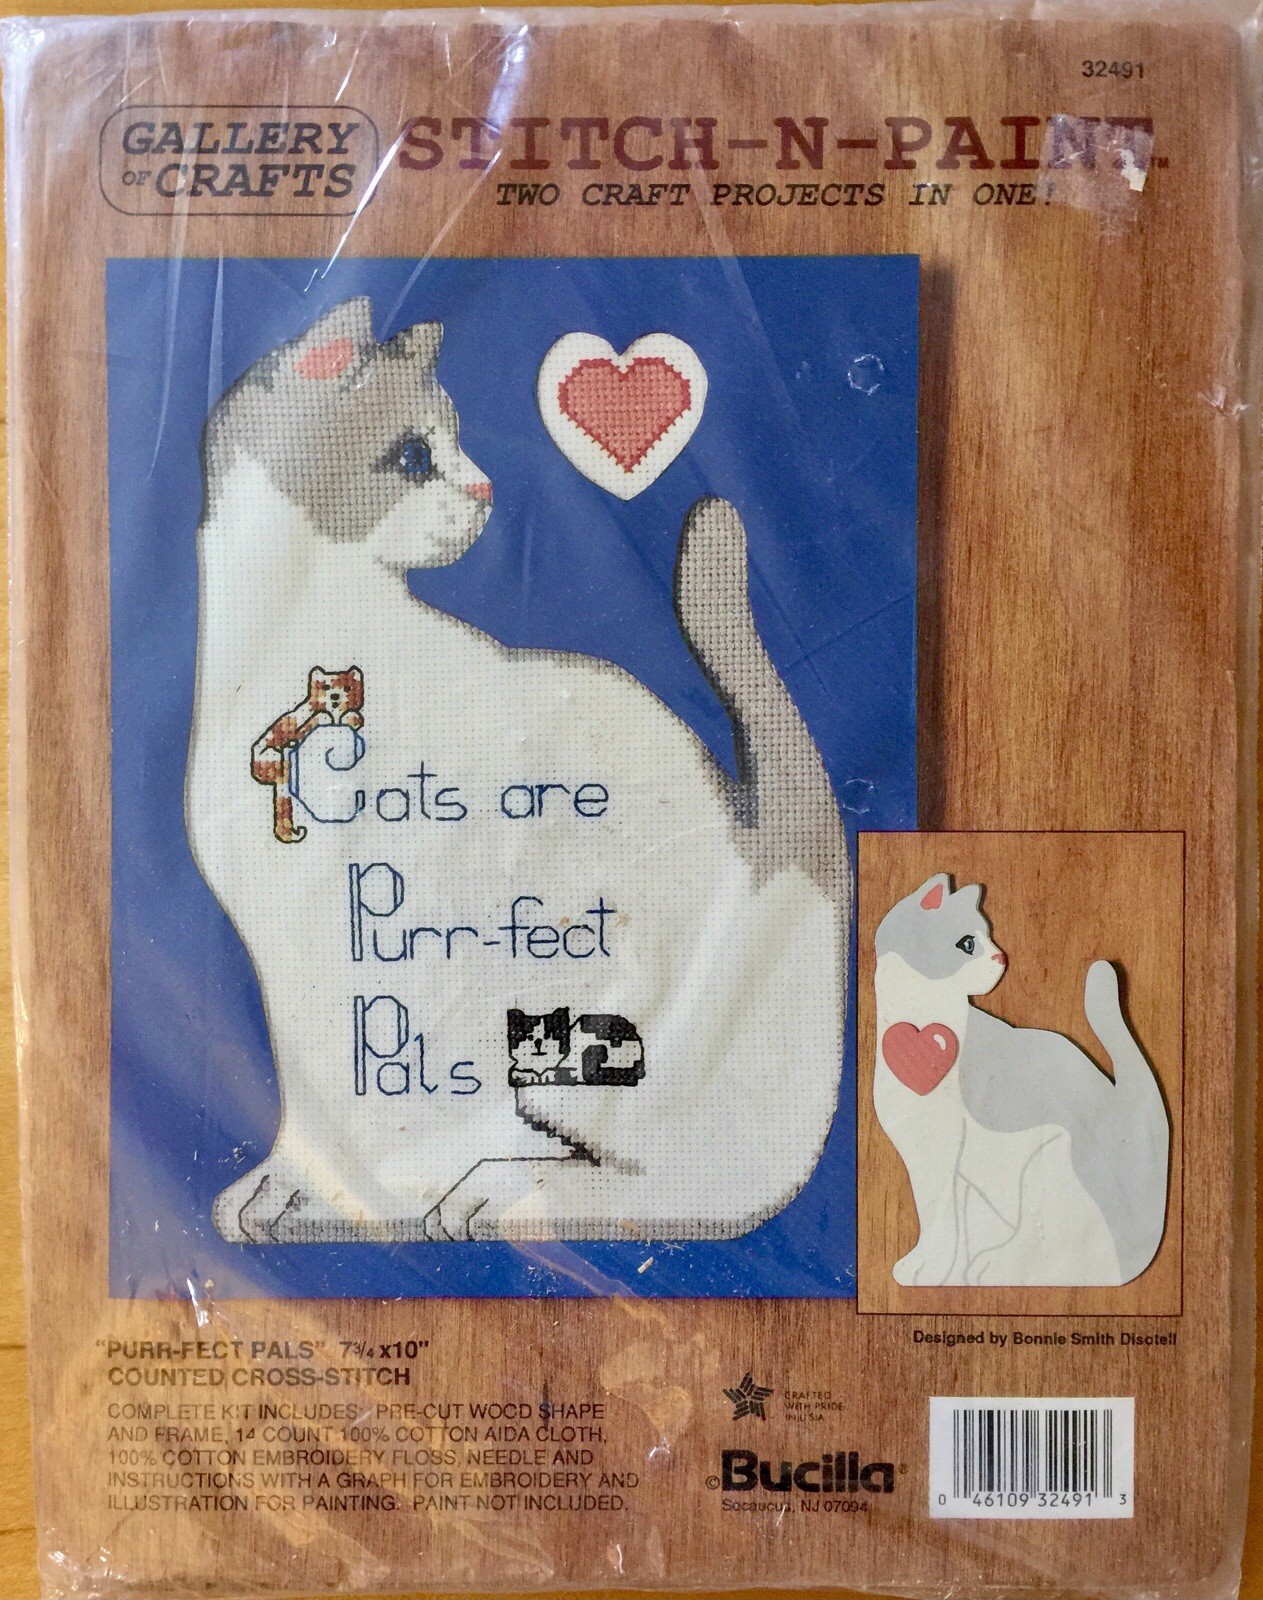 32491
GALLERY OF CRAFTS
STITCH-N-PAINT™
TWO CRAFT PROJECTS IN ONE!
Cats are
Purr-fect
Pals
Designed by Bonnie Smith Disotell
"PURR-FECT PALS" 7¾ x10"
COUNTED CROSS-STITCH
COMPLETE KIT INCLUDES: PRE-CUT WOOD SHAPE
AND FRAME, 14 COUNT 100% COTTON AIDA CLOTH,
100% COTTON EMBROIDERY FLOSS, NEEDLE AND
INSTRUCTIONS WITH A GRAPH FOR EMBROIDERY AND
ILLUSTRATION FOR PAINTING. PAINT NOT INCLUDED.
CRAFTED
WITH PRIDE
IN U.S.A.
©Bucilla®
Secaucus, NJ 07094
0 46109 32491 3